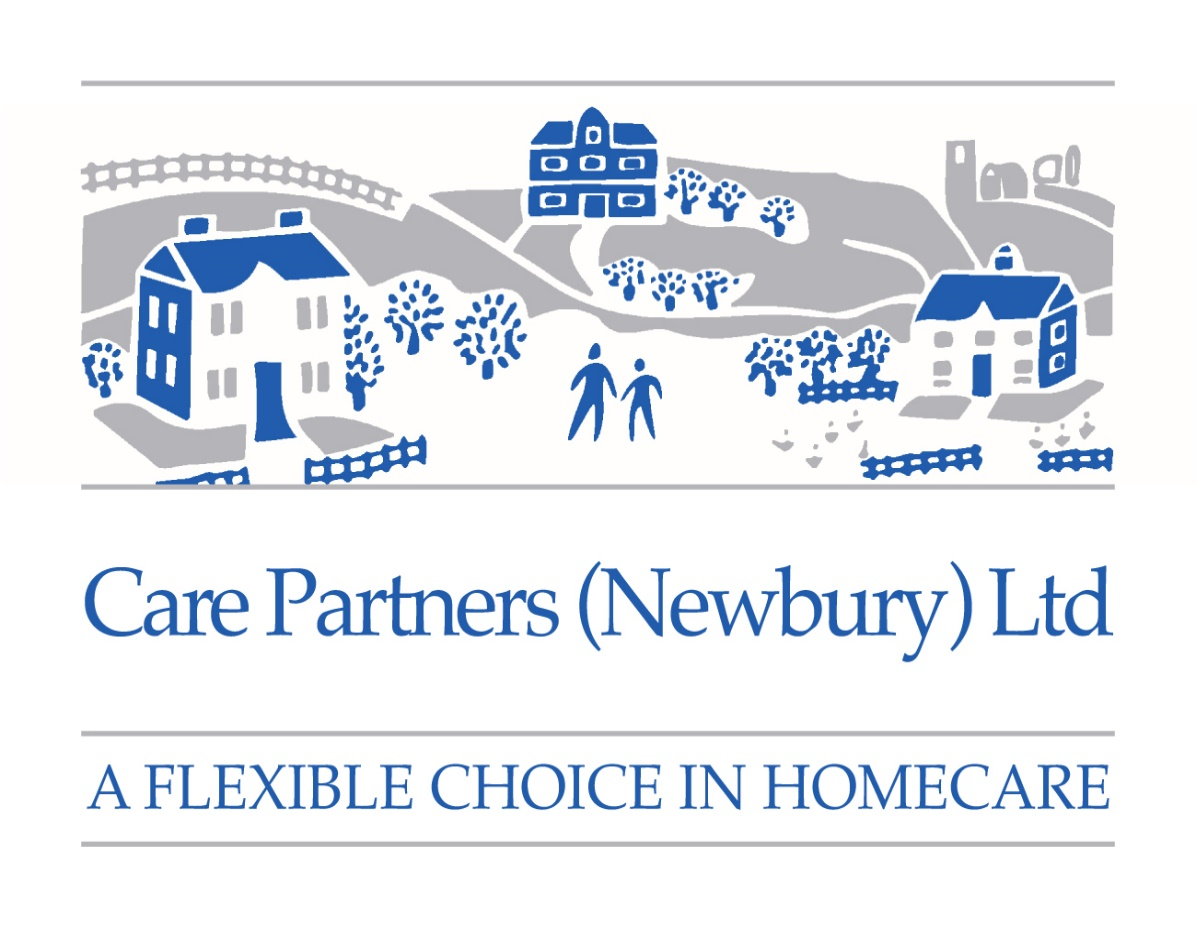 Care Partners (Newbury) Ltd
A FLEXIBLE CHOICE IN HOMECARE